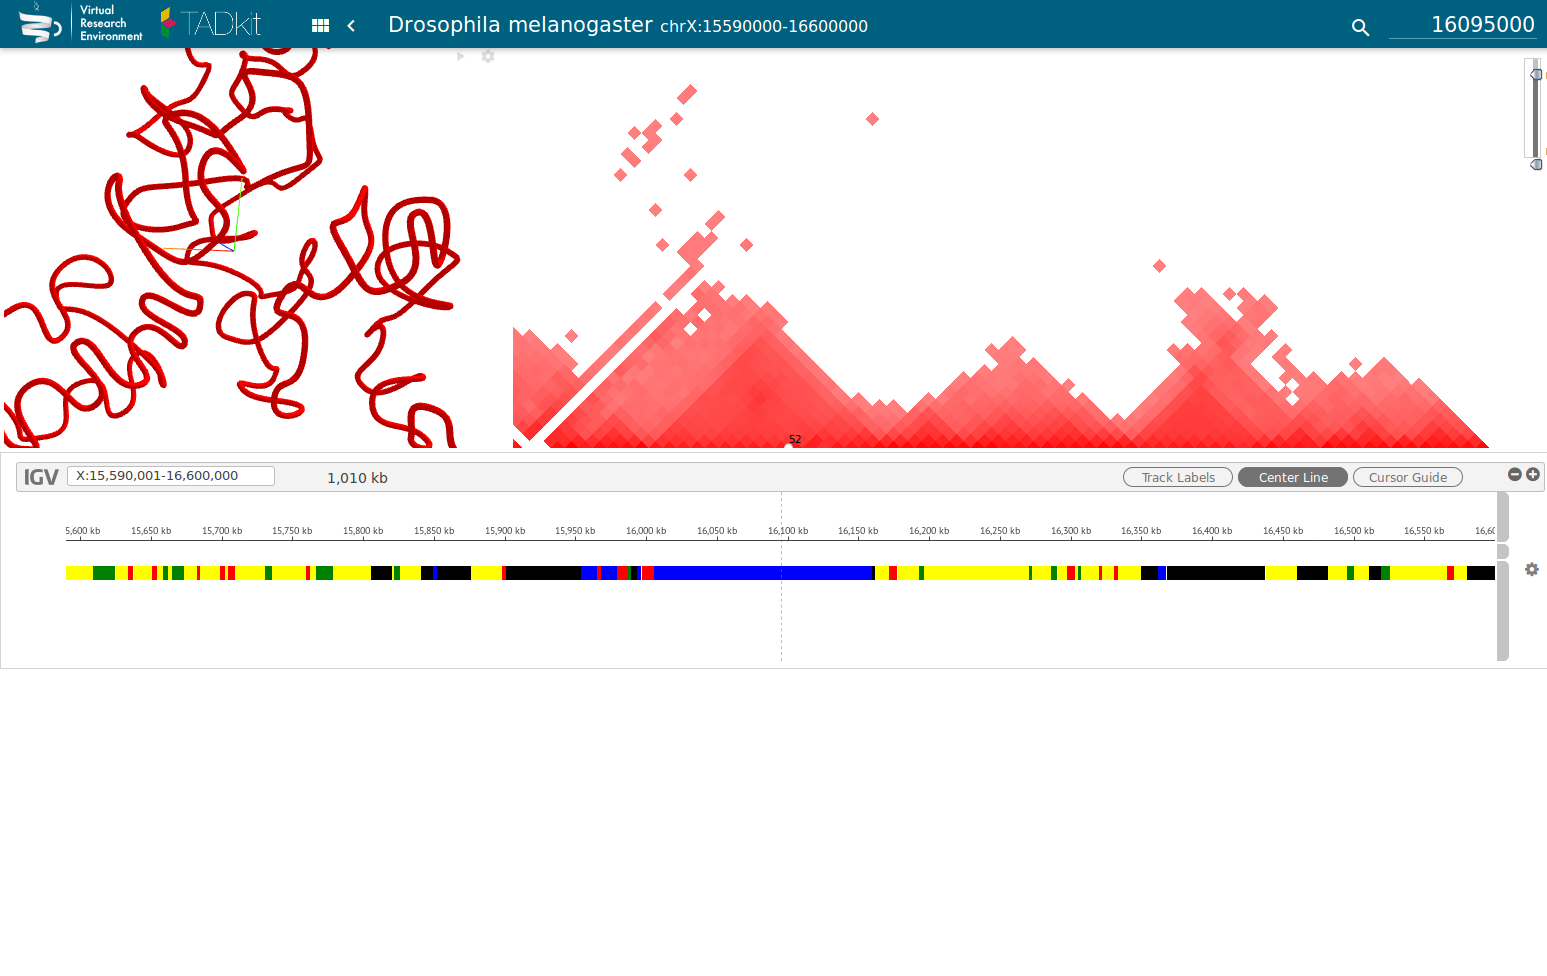 Virtual
Research
Environment
TADkit
Drosophila melanogaster chrX:15590000-16600000
16095000
52
IGV X:15,590,001-16,600,000 1,010 kb Track Labels Center Line Cursor Guide
5,600 kb 15,650 kb 15,700 kb 15,750 kb 15,800 kb 15,850 kb 15,900 kb 15,950 kb 16,000 kb 16,050 kb 16,100 kb 16,150 kb 16,200 kb 16,250 kb 16,300 kb 16,350 kb 16,400 kb 16,450 kb 16,500 kb 16,550 kb 16,60